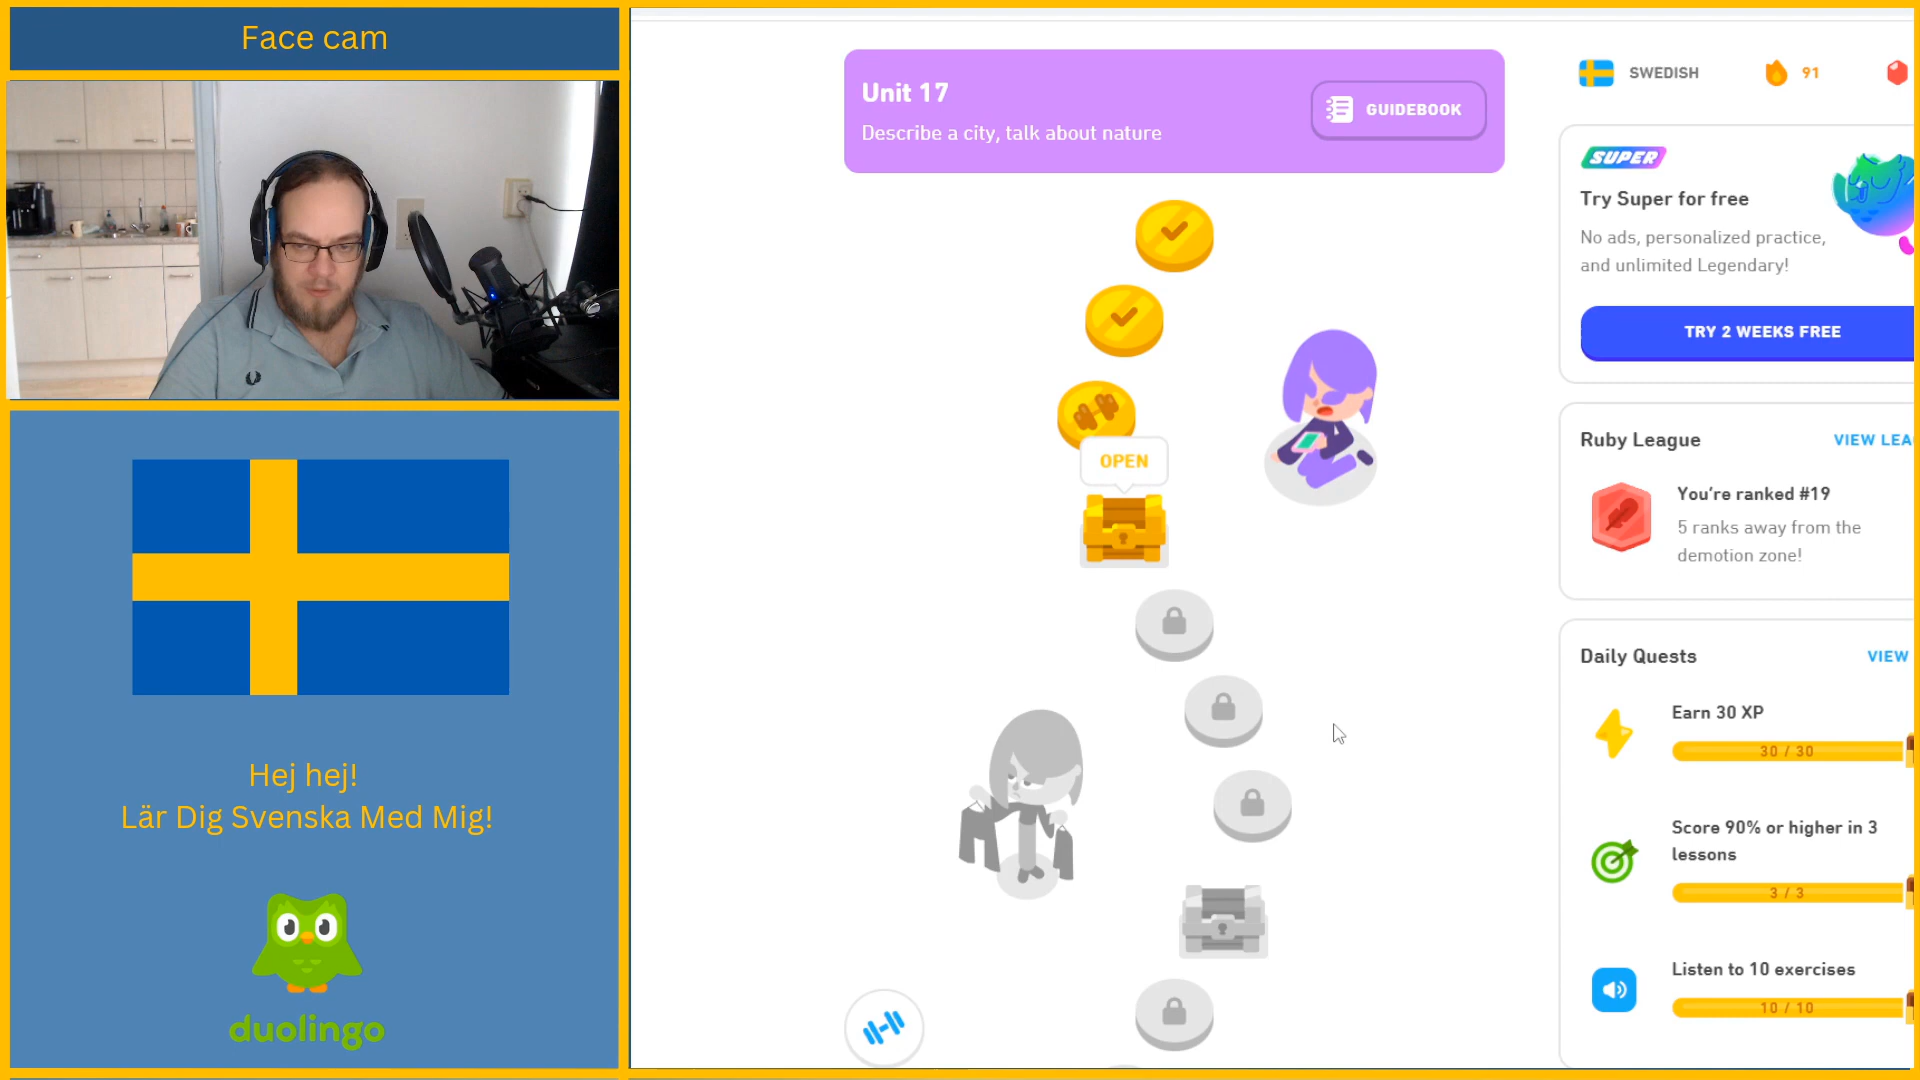 Face cam
Hej hej!
Lär Dig Svenska Med Mig!
duolingo
Unit 17
Describe a city, talk about nature
GUIDEBOOK
OPEN
SWEDISH
91
SUPER
Try Super for free
No ads, personalized practice,
and unlimited Legendary!
TRY 2 WEEKS FREE
Ruby League
VIEW LEA
You're ranked #19
5 ranks away from the
demotion zone!
Daily Quests
VIEW
Earn 30 XP
30 / 30
Score 90% or higher in 3
lessons
3 / 3
Listen to 10 exercises
10 / 10